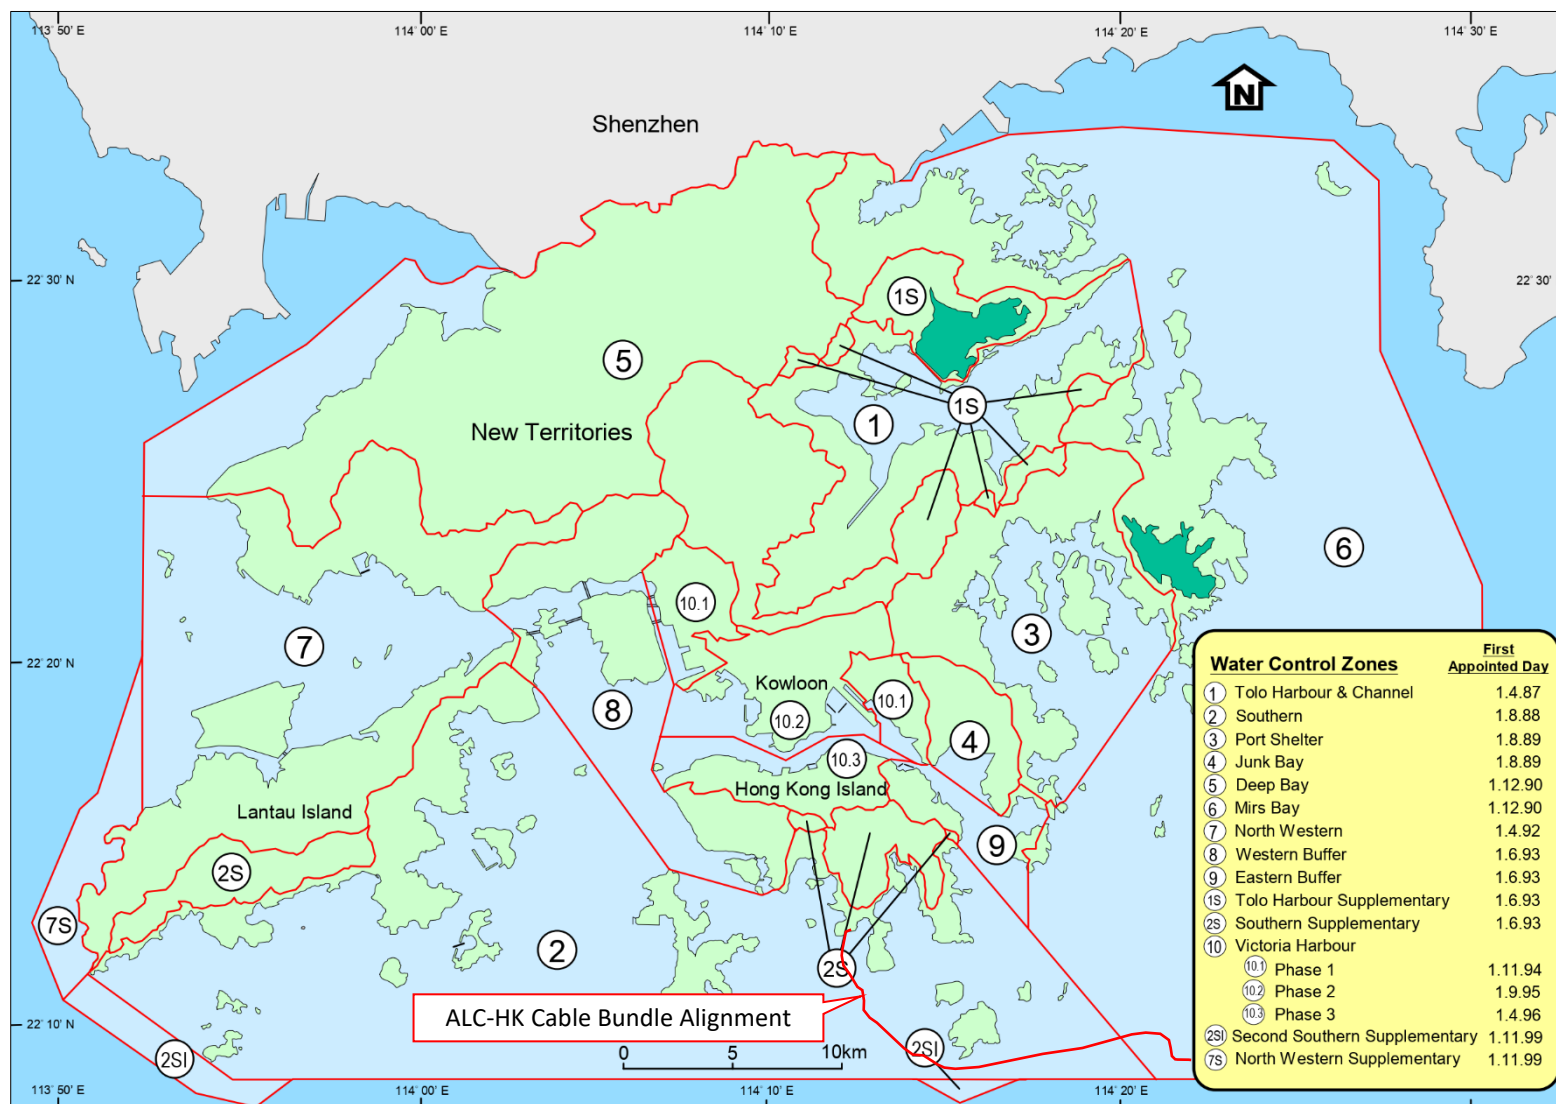 113° 50' E
114° 00' E
114° 10' E
114° 20' E
114° 30' E
N
Shenzhen
22° 30' N
22° 30'
1S
5
1S
1
New Territories
6
10.1
3
7
22° 20' N
Kowloon
8
10.1
10.2
4
10.3
Hong Kong Island
Lantau Island
9
2S
7S
2
2S
ALC-HK Cable Bundle Alignment
22° 10' N
2SI
2SI
0 5 10km
113° 50' E
114° 00' E
114° 10' E
114° 20' E
Water Control Zones First Appointed Day
1 Tolo Harbour & Channel 1.4.87
2 Southern 1.8.88
3 Port Shelter 1.8.89
4 Junk Bay 1.8.89
5 Deep Bay 1.12.90
6 Mirs Bay 1.12.90
7 North Western 1.4.92
8 Western Buffer 1.6.93
9 Eastern Buffer 1.6.93
1S Tolo Harbour Supplementary 1.6.93
2S Southern Supplementary 1.6.93
10 Victoria Harbour
10.1 Phase 1 1.11.94
10.2 Phase 2 1.9.95
10.3 Phase 3 1.4.96
2SI Second Southern Supplementary 1.11.99
7S North Western Supplementary 1.11.99